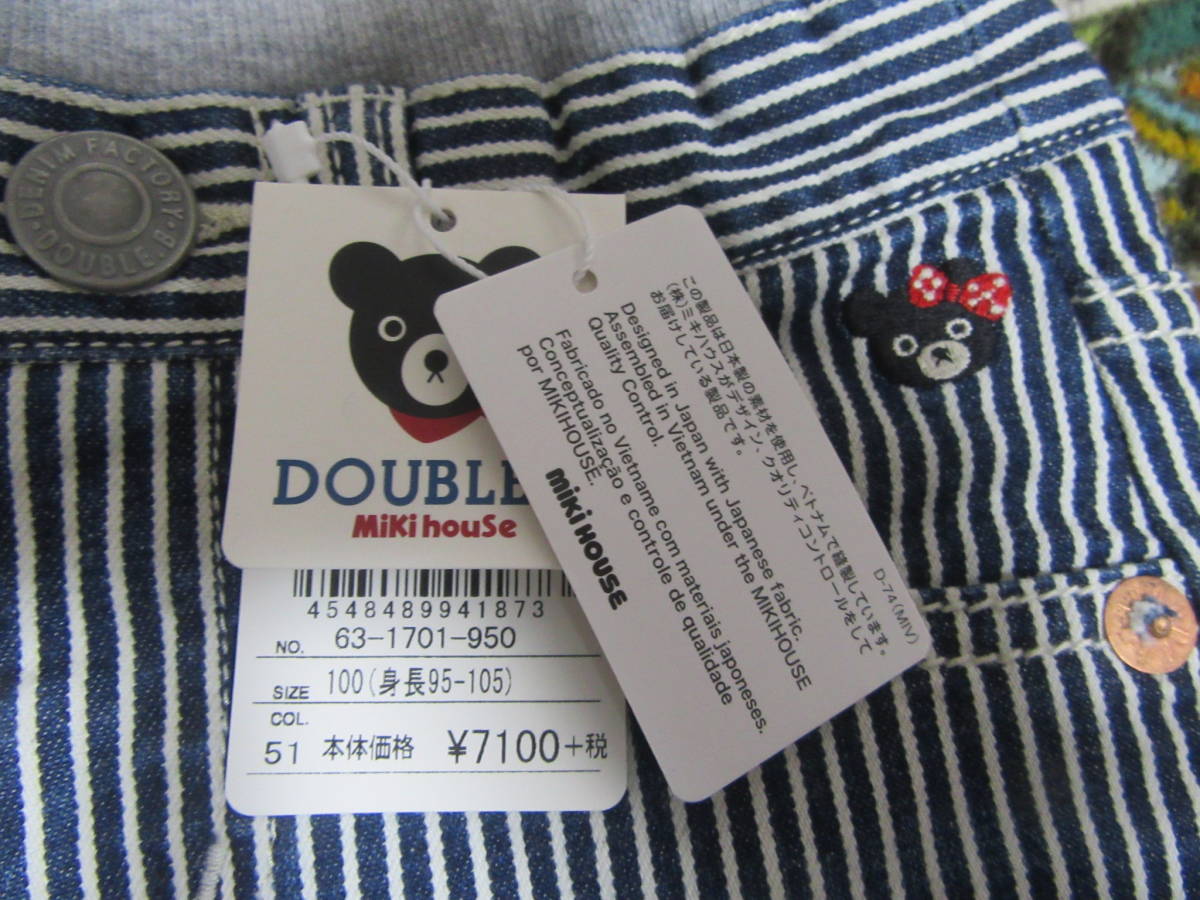 DENIM FACTORY
DOUBLE.B
DOUBLE
MiKi houSe
4548489941873
NO. 63-1701-950
SIZE 100(身長95-105)
COL.
51 本体価格 ¥7100+税
D-74(MIV)
この製品は日本製の素材を使用し、ベトナムで縫製しています。
(株)ミキハウスがデザイン、クオリティコントロールをして
お届けしている製品です。
Designed in Japan with Japanese fabric.
Assembled in Vietnam under the MIKIHOUSE
Quality Control.
Fabricado no Vietname com materiais japoneses.
Conceptualização e controle de qualidade
por MIKIHOUSE.
MiKi HOUSE